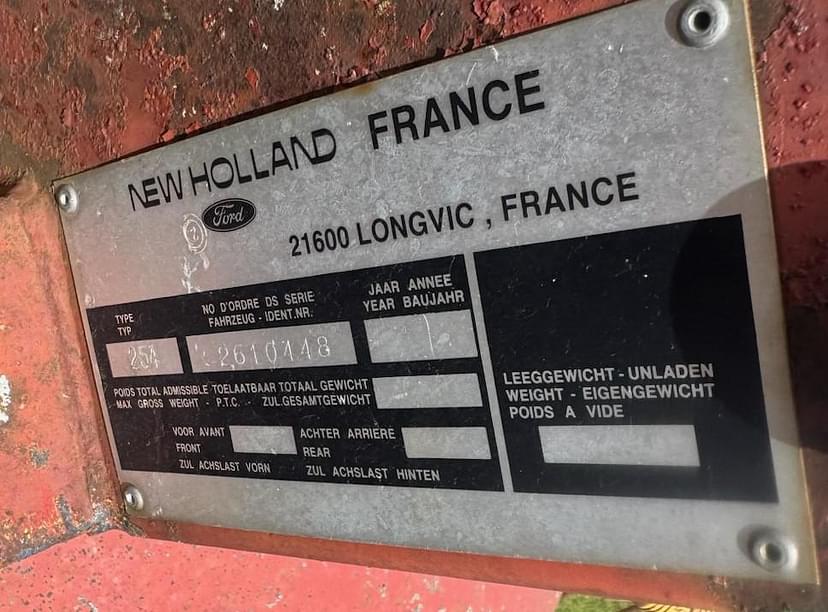 NEW HOLLAND FRANCE
Ford
21600 LONGVIC , FRANCE
TYPE
TYP
NO D'ORDRE DS SERIE
FAHRZEUG - IDENT.NR.
JAAR ANNEE
YEAR BAUJAHR
254
2610148
POIDS TOTAL ADMISSIBLE TOELAATBAAR TOTAAL GEWICHT
MAX GROSS WEIGHT - P.T.C. - ZUL.GESAMTGEWICHT
VOOR AVANT
FRONT
ZUL ACHSLAST VORN
ACHTER ARRIÈRE
REAR
ZUL ACHSLAST HINTEN
LEEGGEWICHT - UNLADEN
WEIGHT - EIGENGEWICHT
POIDS A VIDE